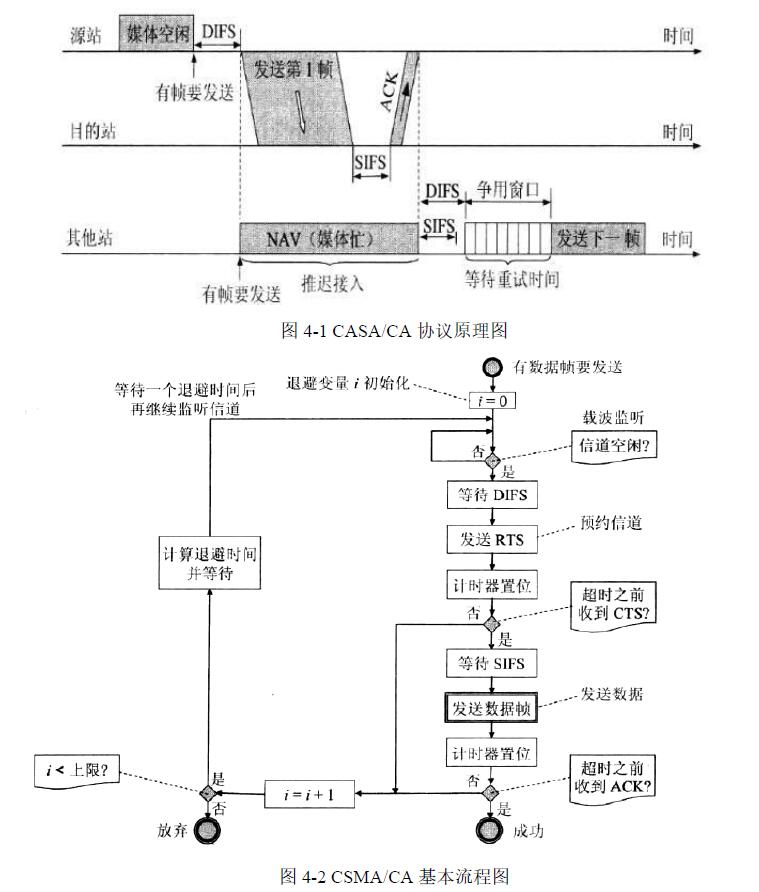 源站
媒体空闲
DIFS
时间
有帧要发送
发送第1帧
ACK
目的站
时间
SIFS
DIFS
争用窗口
其他站
NAV（媒体忙）
SIFS
发送下一帧
时间
有帧要发送
推迟接入
等待重试时间
图 4-1 CASA/CA 协议原理图
有数据帧要发送
等待一个退避时间后
再继续监听信道
退避变量 i 初始化
i=0
载波监听
否
信道空闲?
是
等待 DIFS
发送 RTS
预约信道
计算退避时间
并等待
计时器置位
超时之前
收到 CTS?
否
是
等待 SIFS
发送数据帧
发送数据
计时器置位
i< 上限?
是
i=i+1
否
超时之前
收到 ACK?
否
是
放弃
成功
图 4-2 CSMA/CA 基本流程图